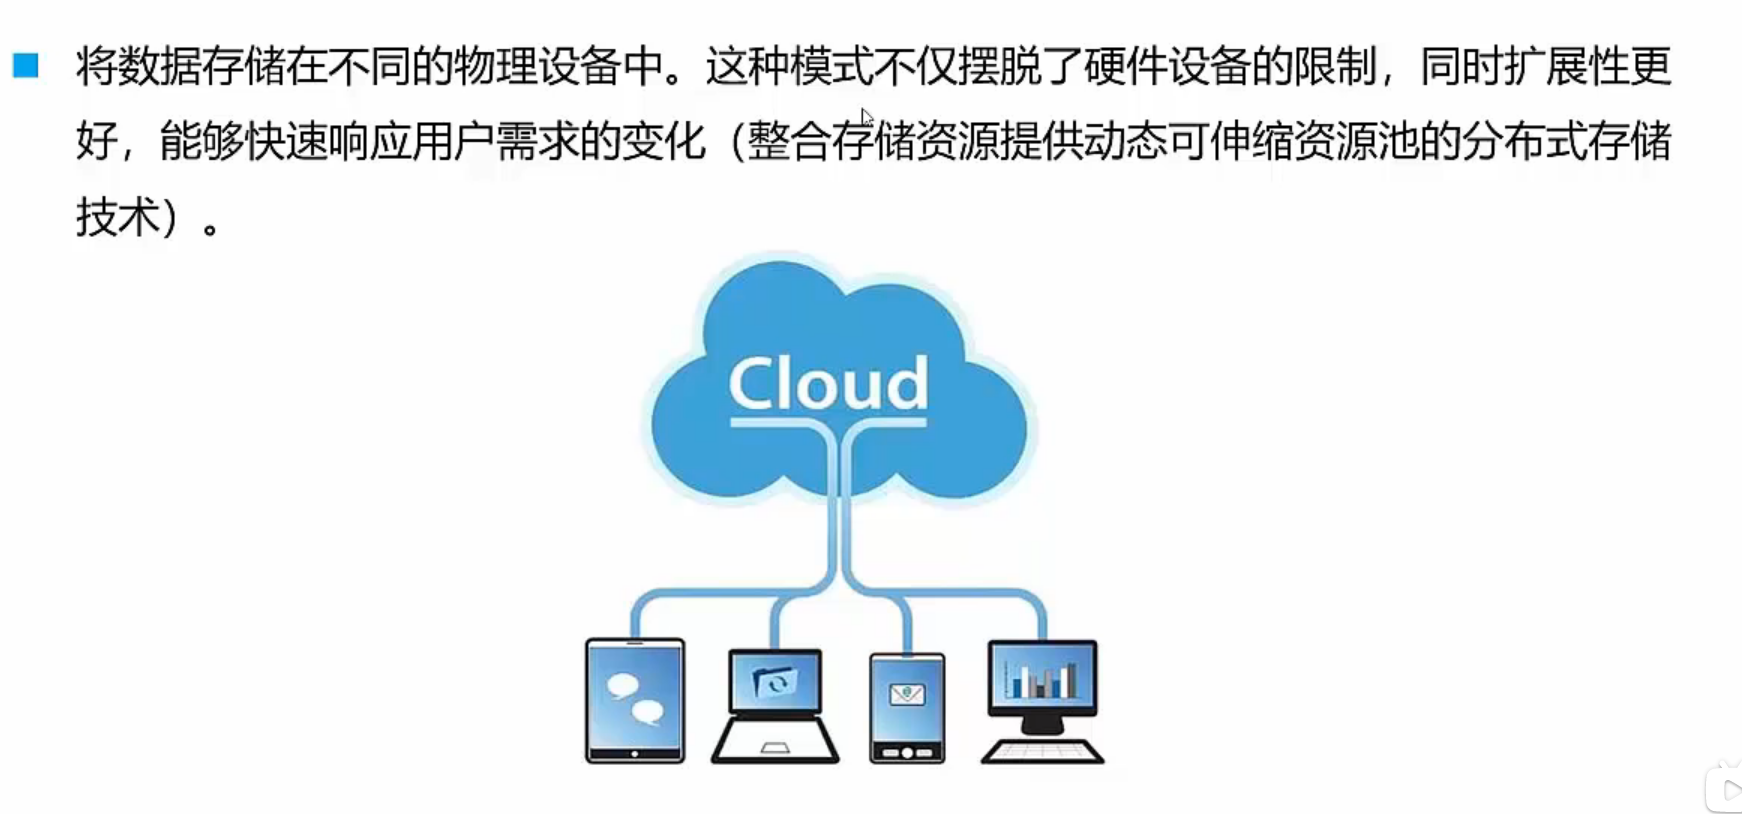 将数据存储在不同的物理设备中。这种模式不仅摆脱了硬件设备的限制，同时扩展性更
好，能够快速响应用户需求的变化（整合存储资源提供动态可伸缩资源池的分布式存储
技术）。
Cloud